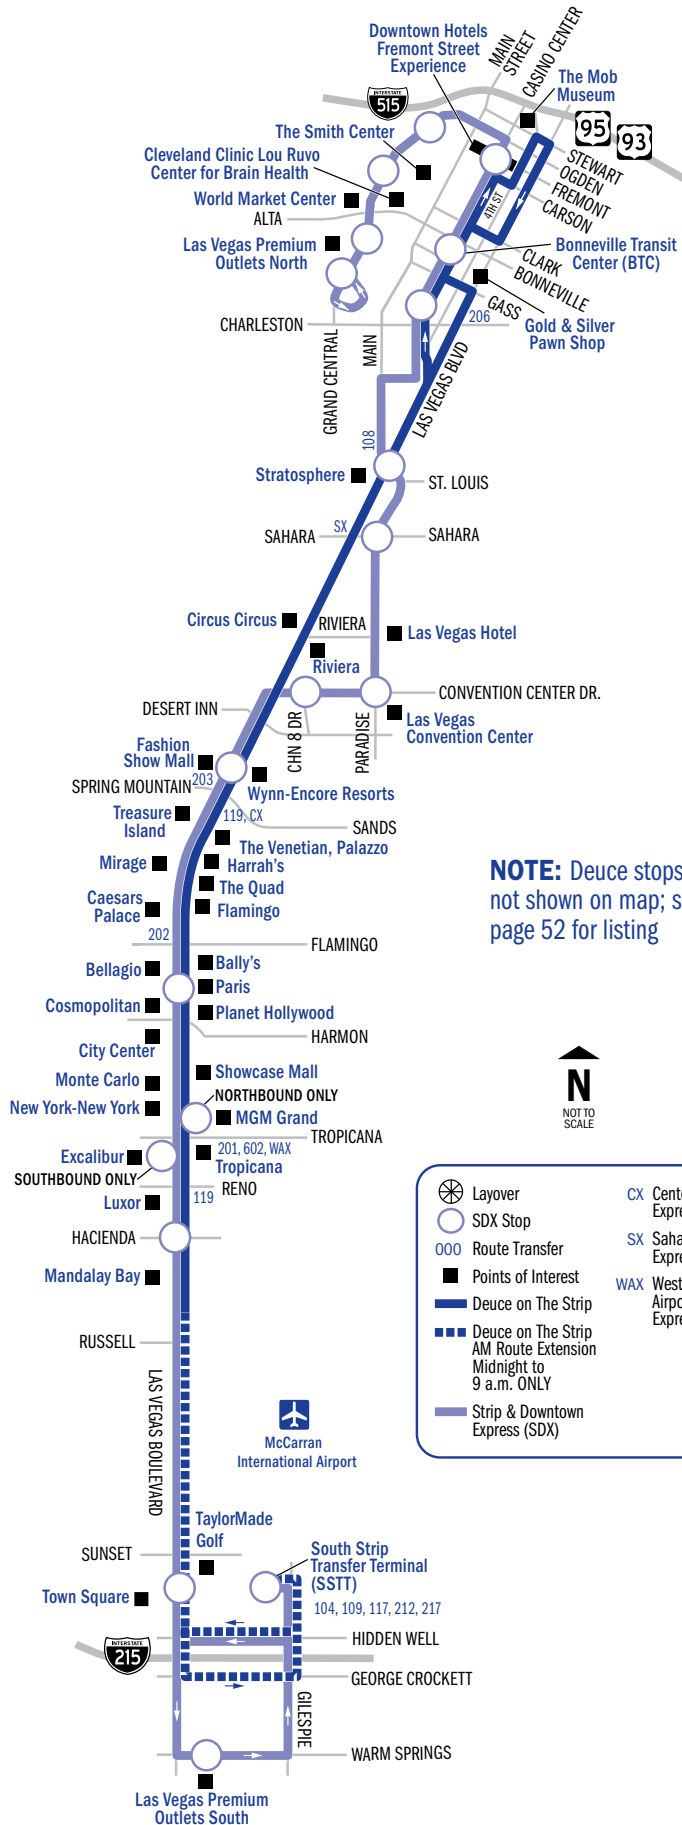 Downtown Hotels
Fremont Street
Experience
MAIN
STREET
CASINO CENTER
The Mob
Museum
INTERSTATE
515
95
93
The Smith Center
Cleveland Clinic Lou Ruvo
Center for Brain Health
World Market Center
ALTA
Las Vegas Premium
Outlets North
STEWART
OGDEN
FREMONT
CARSON
4TH ST
CLARK
BONNEVILLE
Bonneville Transit
Center (BTC)
GASS
206
Gold & Silver
Pawn Shop
CHARLESTON
GRAND CENTRAL
MAIN
LAS VEGAS BLVD
108
Stratosphere
ST. LOUIS
SAHARA
SX
SAHARA
Circus Circus
RIVIERA
Las Vegas Hotel
Riviera
DESERT INN
CONVENTION CENTER DR.
CHN 8 DR
PARADISE
Las Vegas
Convention Center
Fashion
Show Mall
SPRING MOUNTAIN
203
Wynn-Encore Resorts
Treasure
Island
119, CX
SANDS
The Venetian, Palazzo
Mirage
Harrah's
The Quad
Caesars
Palace
Flamingo
NOTE: Deuce stops
not shown on map; s
page 52 for listing
202
FLAMINGO
Bellagio
Bally's
Paris
Cosmopolitan
Planet Hollywood
HARMON
City Center
Monte Carlo
Showcase Mall
New York-New York
NORTHBOUND ONLY
MGM Grand
N
NOT TO
SCALE
TROPICANA
Excalibur
201, 602, WAX
Tropicana
SOUTHBOUND ONLY
Luxor
119
RENO
HACIENDA
Mandalay Bay
RUSSELL
LAS VEGAS BOULEVARD
Layover
SDX Stop
000 Route Transfer
Points of Interest
Deuce on The Strip
Deuce on The Strip
AM Route Extension
Midnight to
9 a.m. ONLY
Strip & Downtown
Express (SDX)
CX Cent
Expre
SX Saha
Expre
WAX West
Airpo
Expre
McCarran
International Airport
TaylorMade
Golf
SUNSET
South Strip
Transfer Terminal
(SSTT)
Town Square
104, 109, 117, 212, 217
HIDDEN WELL
INTERSTATE
215
GEORGE CROCKETT
GILESPIE
WARM SPRINGS
Las Vegas Premium
Outlets South